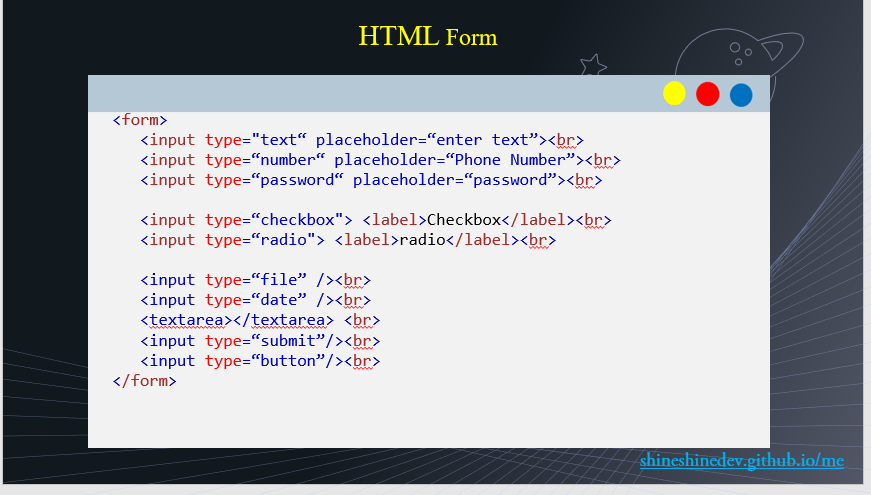 HTML Form
<form>
<input type="text“ placeholder=“enter text”><br>
<input type=“number“ placeholder=“Phone Number”><br>
<input type=“password“ placeholder=“password”><br>
<input type=“checkbox"> <label>Checkbox</label><br>
<input type=“radio"> <label>radio</label><br>
<input type=“file” /><br>
<input type=“date” /><br>
<textarea></textarea> <br>
<input type=“submit”/><br>
<input type=“button”/><br>
</form>
shineshinedev.github.io/me